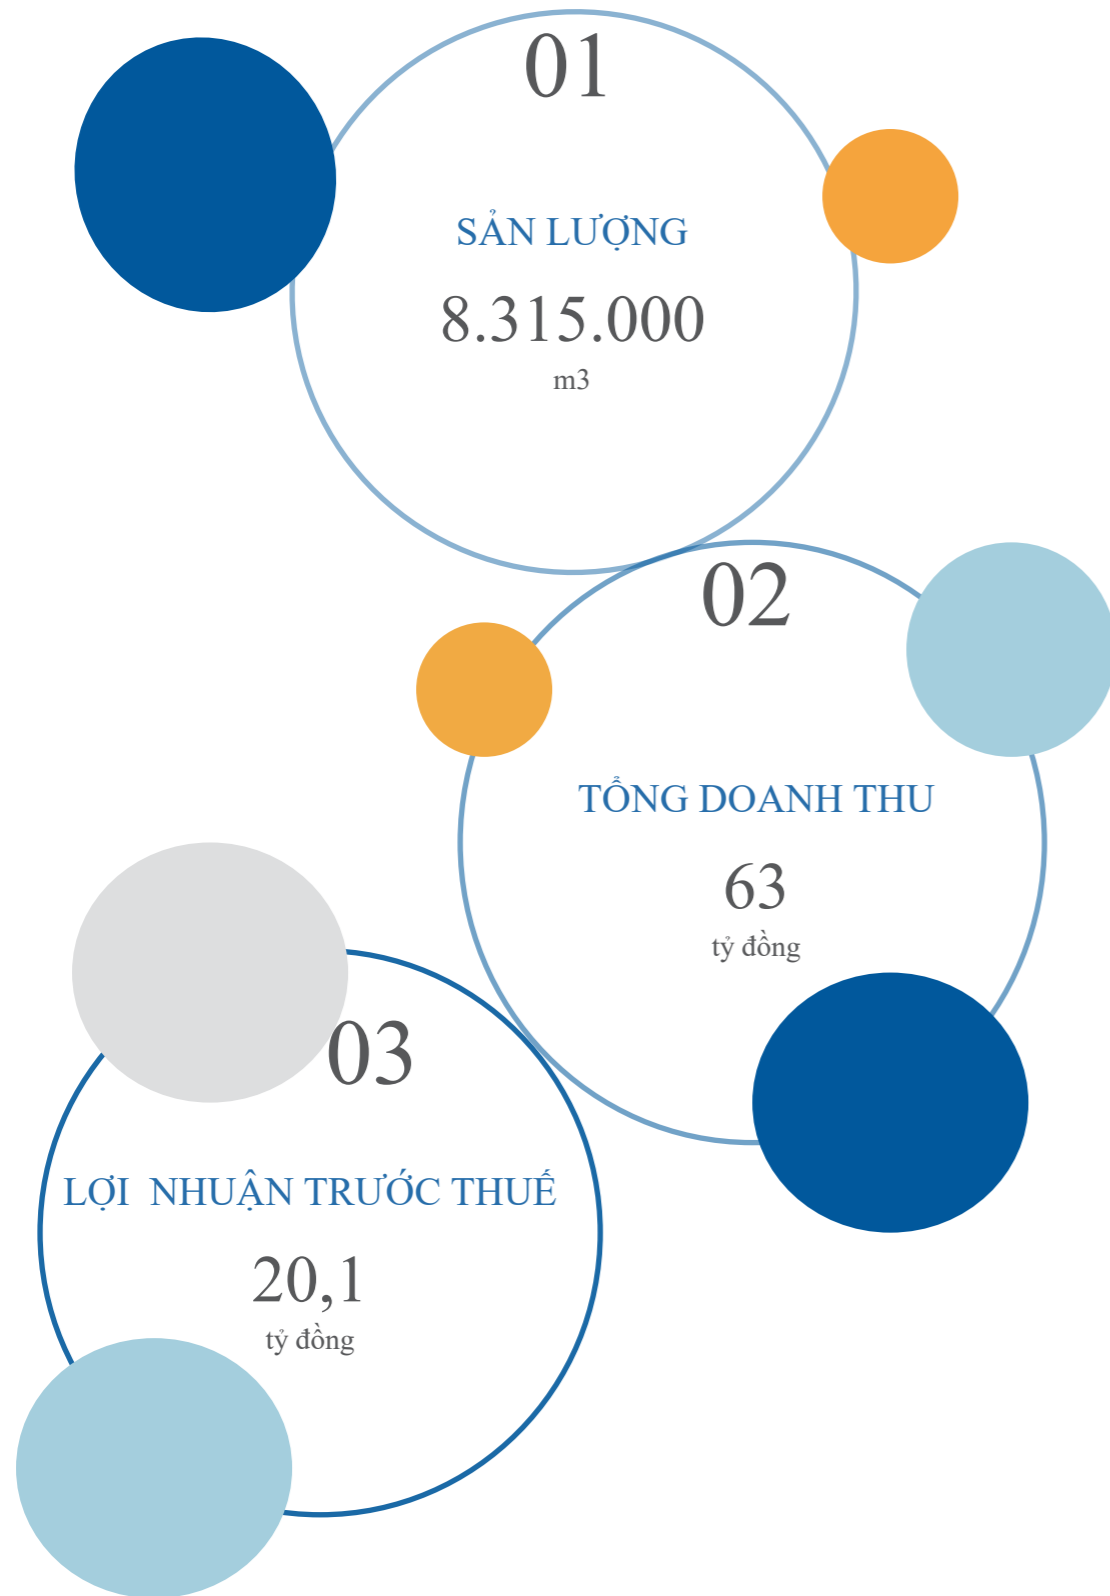 01
SẢN LƯỢNG
8.315.000
m3
02
TỔNG DOANH THU
63
tỷ đồng
03
LỢI  NHUẬN TRƯỚC THUẾ
20,1
tỷ đồng